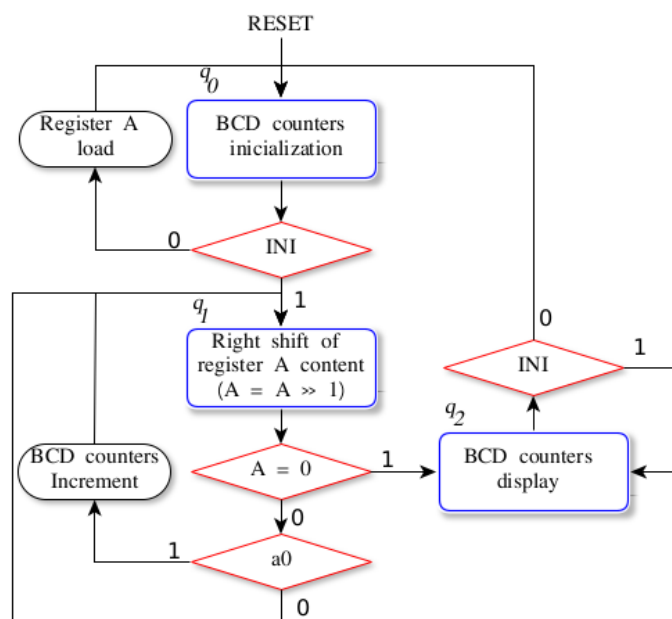 RESET
q0
Register A
load
BCD counters
inicialization
0
INI
1
q1
Right shift of
register A content
(A = A >> 1)
0
INI
1
q2
BCD counters
Increment
A = 0
1
BCD counters
display
0
1
a0
0